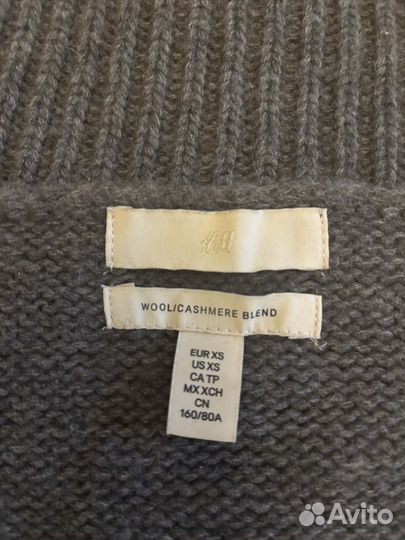 H&M
WOOL/CASHMERE BLEND
EUR XS
US XS
CA TP
MX XCH
CN
160/80A
Avito